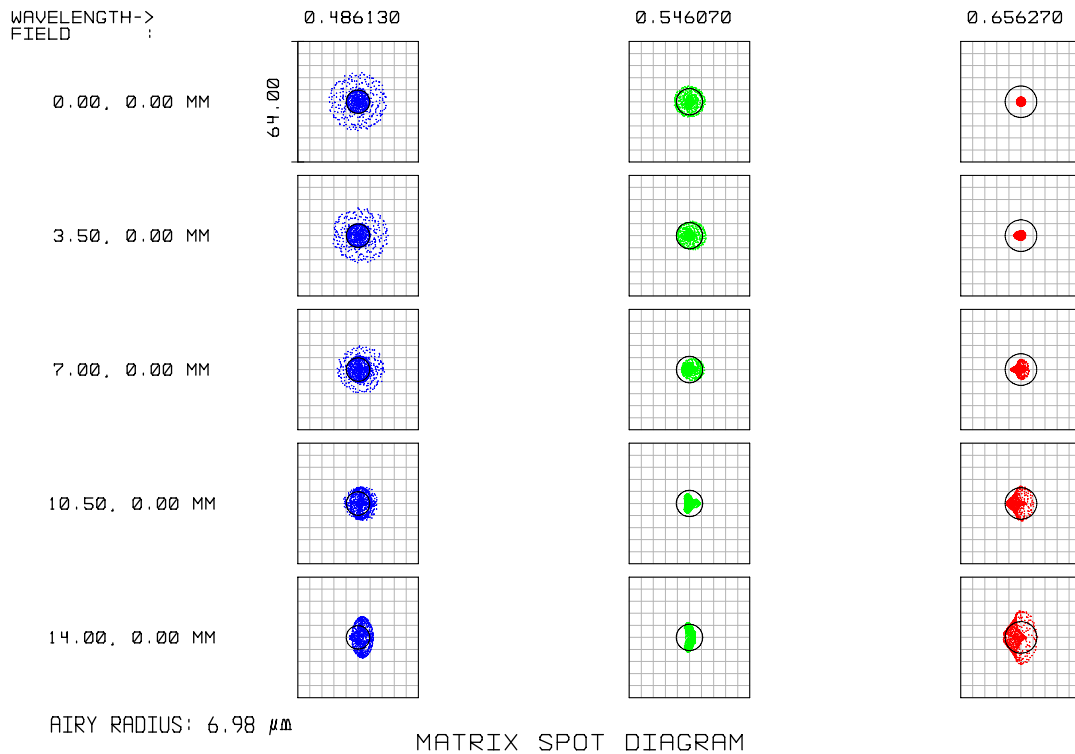 WAVELENGTH-> 0.486130 0.546070 0.656270
FIELD :
0.00, 0.00 MM
64.00
3.50, 0.00 MM
7.00, 0.00 MM
10.50, 0.00 MM
14.00, 0.00 MM
AIRY RADIUS: 6.98 µm
MATRIX SPOT DIAGRAM